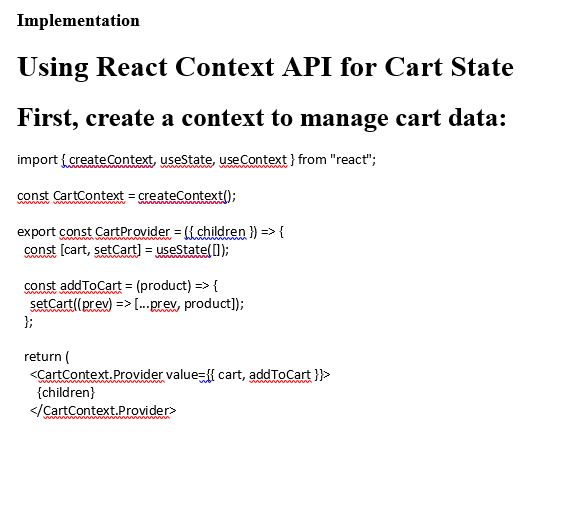 Implementation
Using React Context API for Cart State
First, create a context to manage cart data:
import { createContext, useState, useContext } from "react";
const CartContext = createContext();
export const CartProvider = ({ children }) => {
const [cart, setCart] = useState([]);
const addToCart = (product) => {
setCart((prev) => [...prev, product]);
};
return (
<CartContext.Provider value={{ cart, addToCart }}>
{children}
</CartContext.Provider>